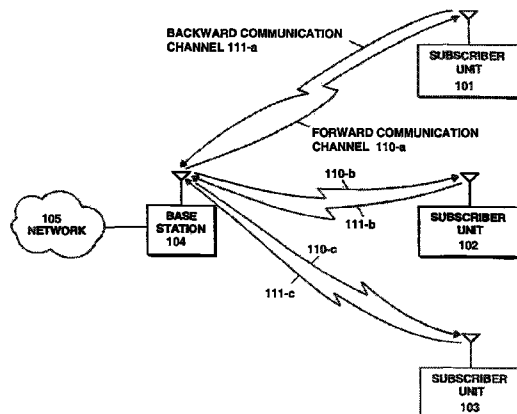 BACKWARD COMMUNICATION
CHANNEL 111-a
SUBSCRIBER
UNIT
101
FORWARD COMMUNICATION
CHANNEL 110-a
110-b
105
NETWORK
BASE
STATION
104
111-b
SUBSCRIBER
UNIT
102
110-c
111-c
SUBSCRIBER
UNIT
103